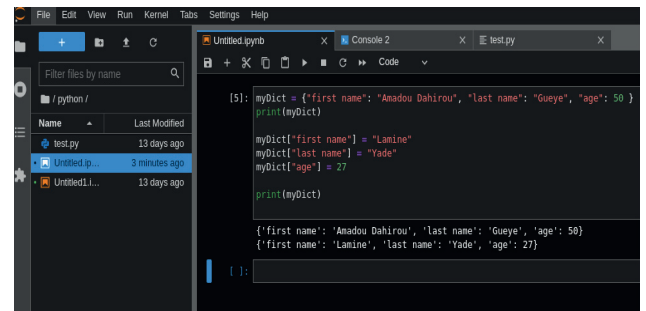 File Edit View Run Kernel Tabs Settings Help
Untitled.ipynb Console 2 test.py
Filter files by name
Code
/ python /
Name Last Modified
test.py 13 days ago
Untitled.ip... 3 minutes ago
Untitled1.i... 13 days ago
[5]: myDict = {"first name": "Amadou Dahirou", "last name": "Gueye", "age": 50 }
print(myDict)
myDict["first name"] = "Lamine"
myDict["last name"] = "Yade"
myDict["age"] = 27
print(myDict)
{'first name': 'Amadou Dahirou', 'last name': 'Gueye', 'age': 50}
{'first name': 'Lamine', 'last name': 'Yade', 'age': 27}
[ ]: